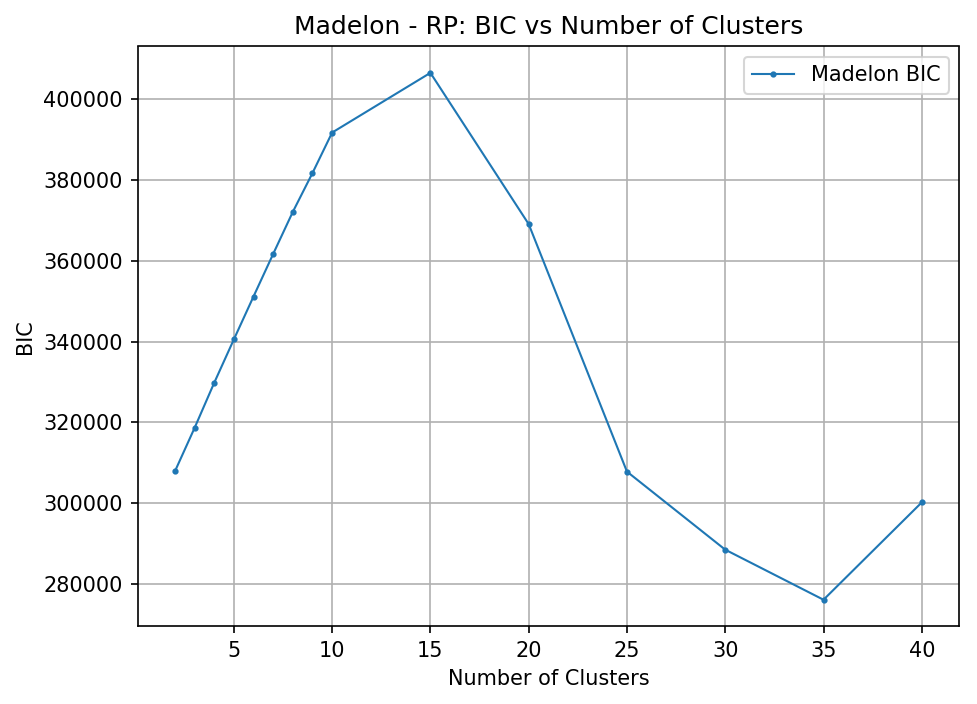 Madelon - RP: BIC vs Number of Clusters
Madelon BIC
BIC
400000
380000
360000
340000
320000
300000
280000
5 10 15 20 25 30 35 40
Number of Clusters